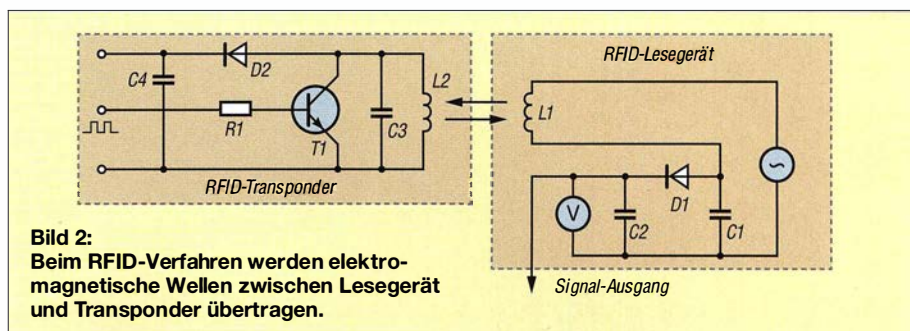 RFID-Lesegerät
C4
D2
L2
L1
R1
T1
C3
RFID-Transponder
V
C2
D1
C1
Bild 2:
Beim RFID-Verfahren werden elektro-
magnetische Wellen zwischen Lesegerät
und Transponder übertragen.
Signal-Ausgang